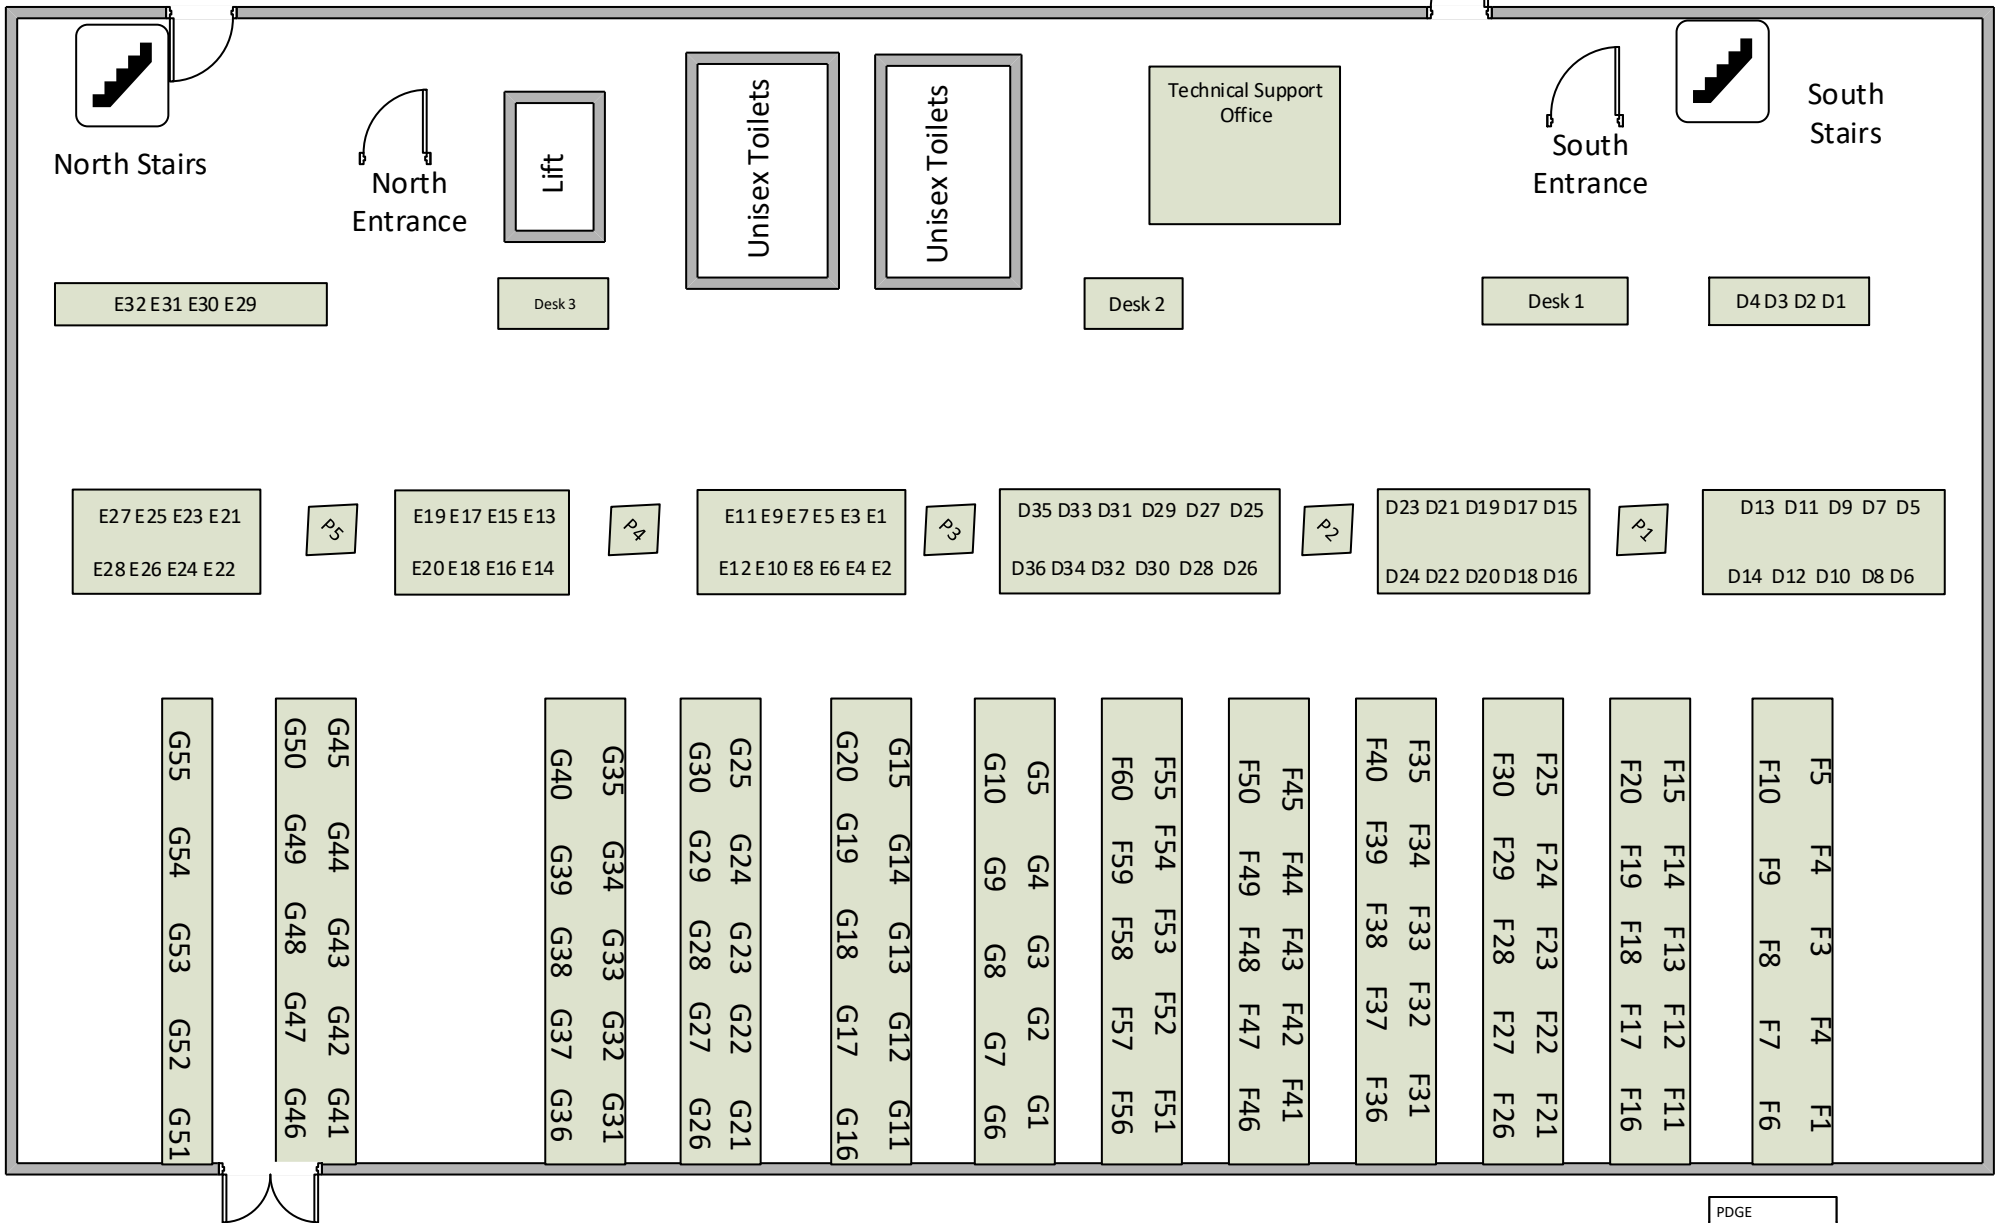 North Stairs
North
Entrance
Lift
Unisex Toilets
Unisex Toilets
Technical Support
Office
South
Entrance
South
Stairs
E32 E31 E30 E29
Desk 3
Desk 2
Desk 1
D4 D3 D2 D1
E27 E25 E23 E21
E28 E26 E24 E22
P5
E19 E17 E15 E13
E20 E18 E16 E14
P4
E11 E9 E7 E5 E3 E1
E12 E10 E8 E6 E4 E2
P3
D35 D33 D31 D29 D27 D25
D36 D34 D32 D30 D28 D26
P2
D23 D21 D19 D17 D15
D24 D22 D20 D18 D16
P1
D13 D11 D9 D7 D5
D14 D12 D10 D8 D6
G55 G54 G53 G52 G51
G50 G49 G48 G47 G46
G45 G44 G43 G42 G41
G40 G39 G38 G37 G36
G35 G34 G33 G32 G31
G30 G29 G28 G27 G26
G25 G24 G23 G22 G21
G20 G19 G18 G17 G16
G15 G14 G13 G12 G11
G10 G9 G8 G7 G6
G5 G4 G3 G2 G1
F60 F59 F58 F57 F56
F55 F54 F53 F52 F51
F50 F49 F48 F47 F46
F45 F44 F43 F42 F41
F40 F39 F38 F37 F36
F35 F34 F33 F32 F31
F30 F29 F28 F27 F26
F25 F24 F23 F22 F21
F20 F19 F18 F17 F16
F15 F14 F13 F12 F11
F10 F9 F8 F7 F6
F5 F4 F3 F4 F1
PDGE